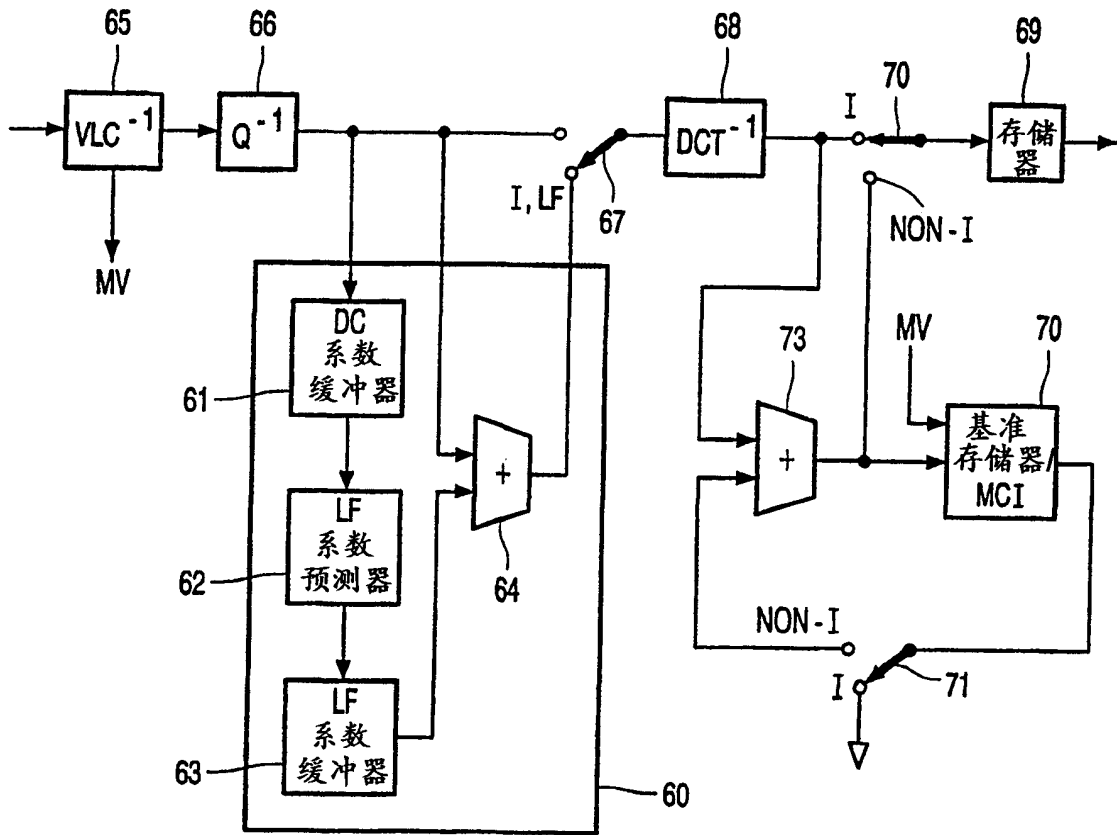 65
66
68
69
VLC⁻¹
Q⁻¹
DCT⁻¹
I
70
存储器
I, LF
67
NON-I
MV
DC
系数
缓冲器
61
LF
系数
预测器
62
+
64
LF
系数
缓冲器
63
60
73
+
MV
70
基准
存储器/
MCI
NON-I
I
71